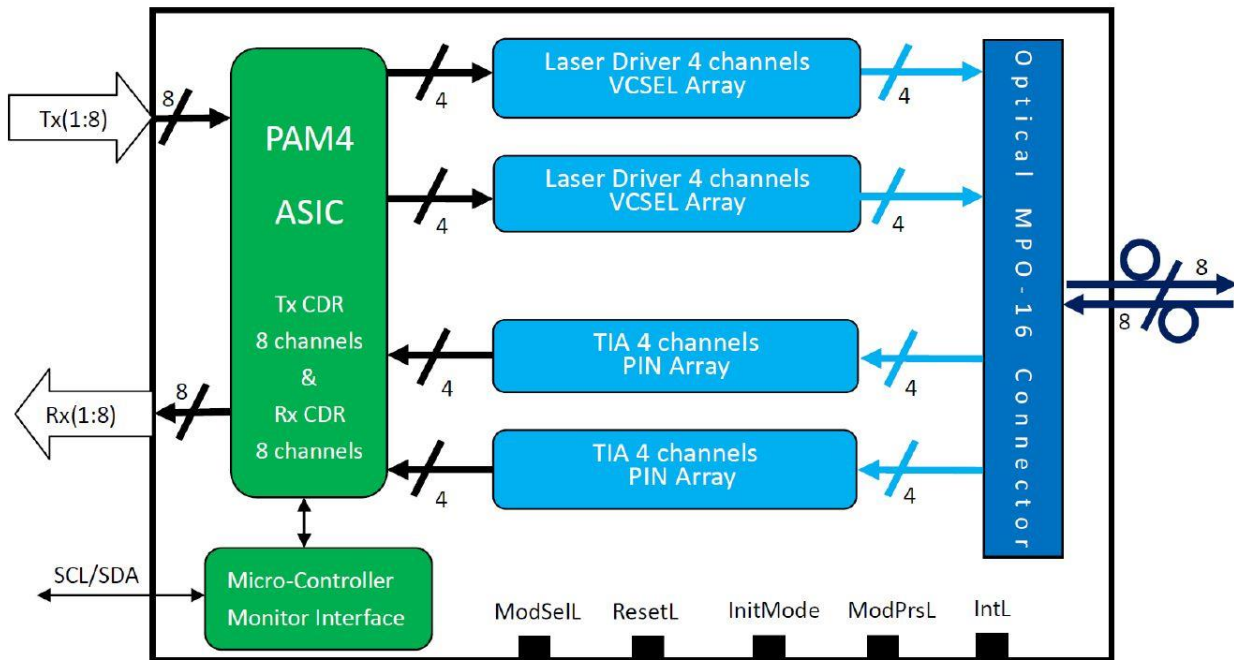 Tx(1:8)
8
PAM4
ASIC
Tx CDR
8 channels
&
Rx CDR
8 channels
4
Laser Driver 4 channels
VCSEL Array
4
4
Laser Driver 4 channels
VCSEL Array
4
4
TIA 4 channels
PIN Array
4
4
TIA 4 channels
PIN Array
4
Optical MPO-16 Connector
8
8
Rx(1:8)
8
SCL/SDA
Micro-Controller
Monitor Interface
ModSelL
ResetL
InitMode
ModPrsL
IntL